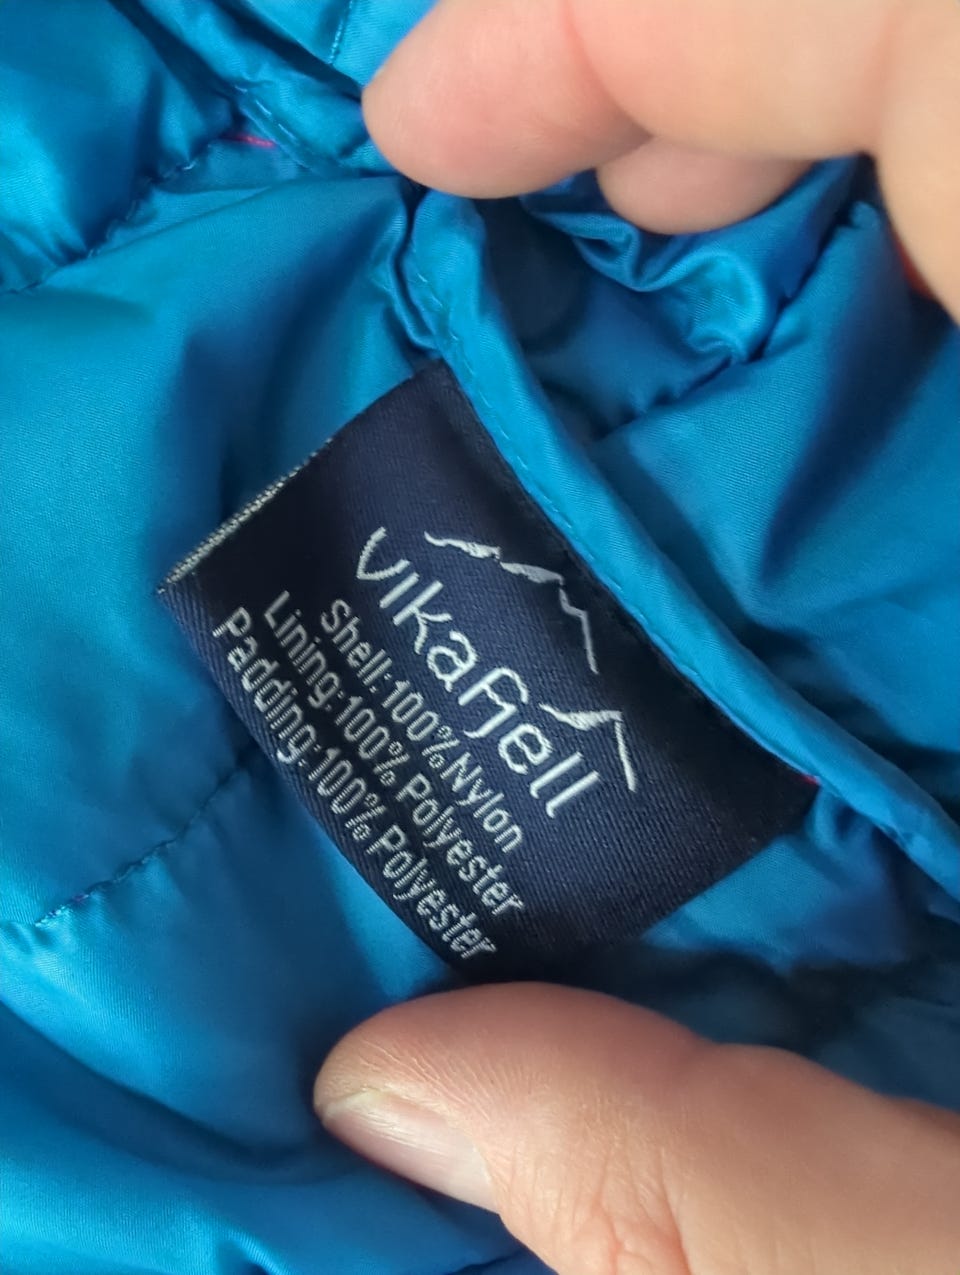 vikafjell
Shell: 100% Nylon
Lining: 100% Polyester
Padding: 100% Polyester